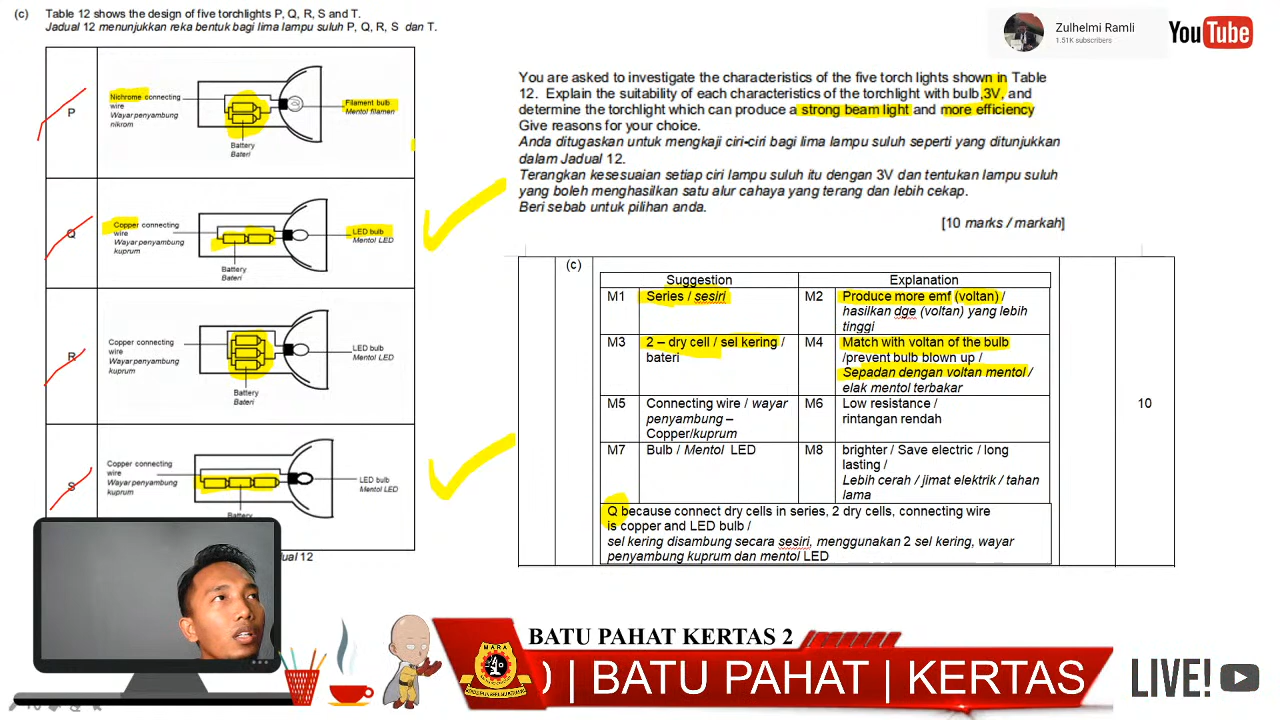 (c) Table 12 shows the design of five torchlights P, Q, R, S and T.
Jadual 12 menunjukkan reka bentuk bagi lima lampu suluh P, Q, R, S dan T.
P
Nichrome connecting
wire
Wayar penyambung
nikrom
Filament bulb
Mentol filamen
Battery
Bateri
Q
Copper connecting
wire
Wayar penyambung
kuprum
LED bulb
Mentol LED
Battery
Bateri
R
Copper connecting
wire
Wayar penyambung
kuprum
LED bulb
Mentol LED
Battery
Bateri
S
Copper connecting
wire
Wayar penyambung
kuprum
LED bulb
Mentol LED
Battery
dual 12
Zulhelmi Ramli
1.51K subscribers
YouTube
You are asked to investigate the characteristics of the five torch lights shown in Table
12. Explain the suitability of each characteristics of the torchlight with bulb,3V, and
determine the torchlight which can produce a strong beam light and more efficiency
Give reasons for your choice.
Anda ditugaskan untuk mengkaji ciri-ciri bagi lima lampu suluh seperti yang ditunjukkan
dalam Jadual 12.
Terangkan kesesuaian setiap ciri lampu suluh itu dengan 3V dan tentukan lampu suluh
yang boleh menghasilkan satu alur cahaya yang terang dan lebih cekap.
Beri sebab untuk pilihan anda.
[10 marks / markah]
(c)
Suggestion Explanation
M1 Series / sesiri
M2 Produce more emf (voltan) /
hasilkan dge (voltan) yang lebih
tinggi
M3 2 – dry cell / sel kering /
bateri
M4 Match with voltan of the bulb
/prevent bulb blown up /
Sepadan dengan voltan mentol /
elak mentol terbakar
M5 Connecting wire / wayar
penyambung –
Copper/kuprum
M6 Low resistance /
rintangan rendah
M7 Bulb / Mentol LED
M8 brighter / Save electric / long
lasting /
Lebih cerah / jimat elektrik / tahan
lama
Q because connect dry cells in series, 2 dry cells, connecting wire
is copper and LED bulb /
sel kering disambung secara sesiri, menggunakan 2 sel kering, wayar
penyambung kuprum dan mentol LED
10
BATU PAHAT KERTAS 2
MARA
0 | BATU PAHAT | KERTAS
LIVE!